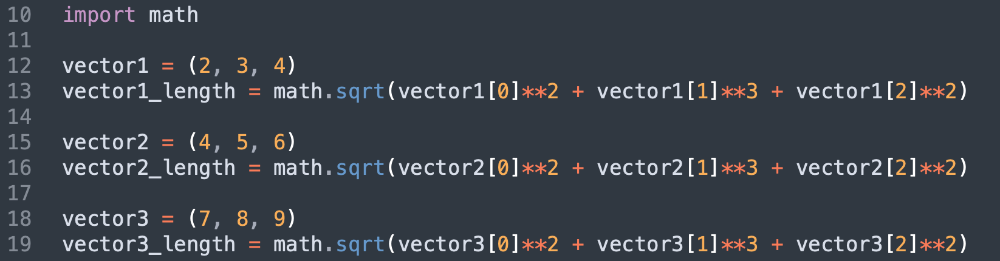 10 import math
11
12 vector1 = (2, 3, 4)
13 vector1_length = math.sqrt(vector1[0]**2 + vector1[1]**3 + vector1[2]**2)
14
15 vector2 = (4, 5, 6)
16 vector2_length = math.sqrt(vector2[0]**2 + vector2[1]**3 + vector2[2]**2)
17
18 vector3 = (7, 8, 9)
19 vector3_length = math.sqrt(vector3[0]**2 + vector3[1]**3 + vector3[2]**2)